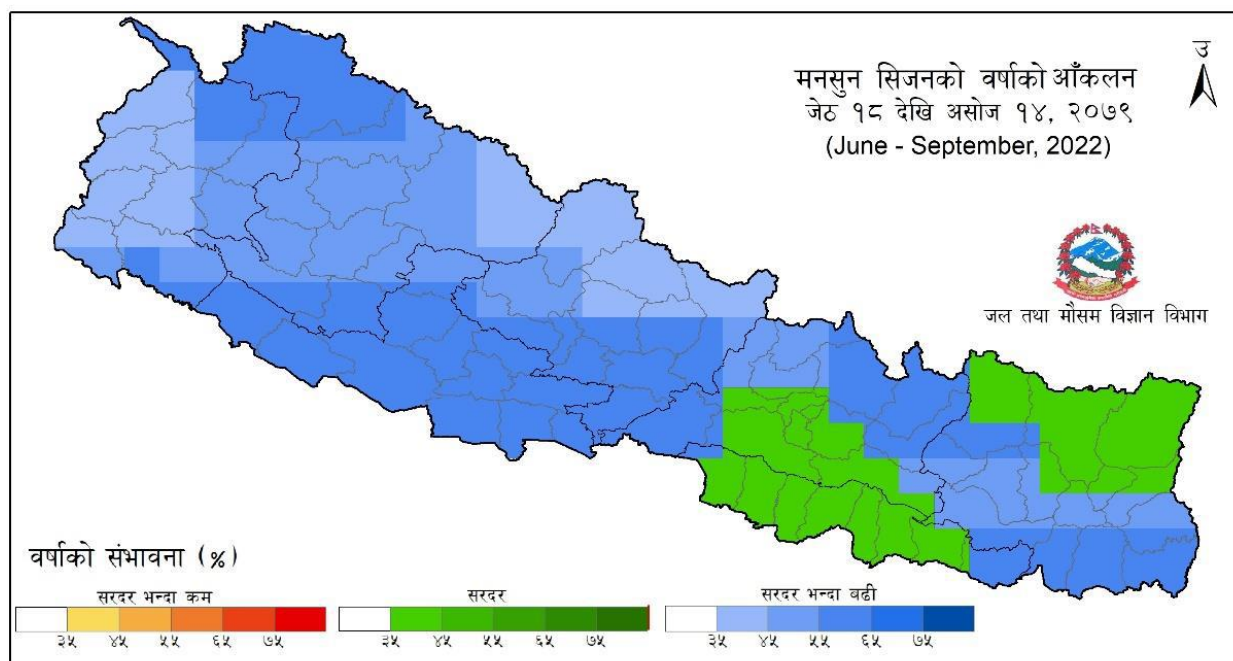 उ
मनसुन सिजनको वर्षाको आँकलन
जेठ १८ देखि असोज १४, २०७९
(June - September, 2022)
जल तथा मौसम विज्ञान विभाग
वर्षाको संभावना (%)
सरदर भन्दा कम
३५ ४५ ५५ ६५ ७५
सरदर
३५ ४५ ५५ ६५ ७५
सरदर भन्दा बढी
३५ ४५ ५५ ६५ ७५